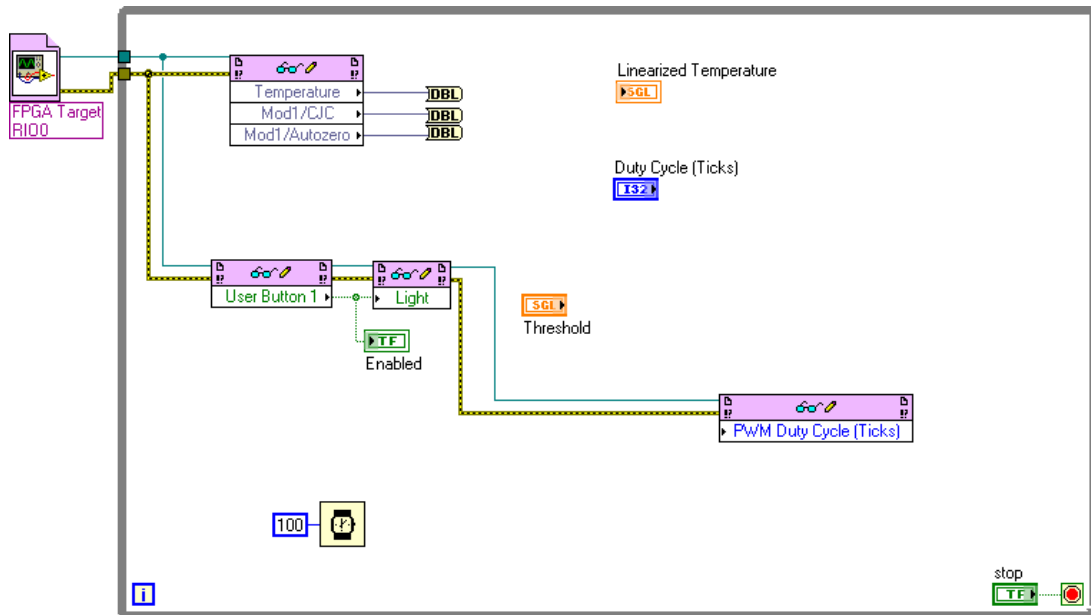 FPGA Target
RIO0
Temperature
Mod1/CJC
Mod1/Autozero
DBL
DBL
DBL
Linearized Temperature
SGL
Duty Cycle (Ticks)
I32
User Button 1
Light
TF
Enabled
SGL
Threshold
PWM Duty Cycle (Ticks)
100
i
stop
TF